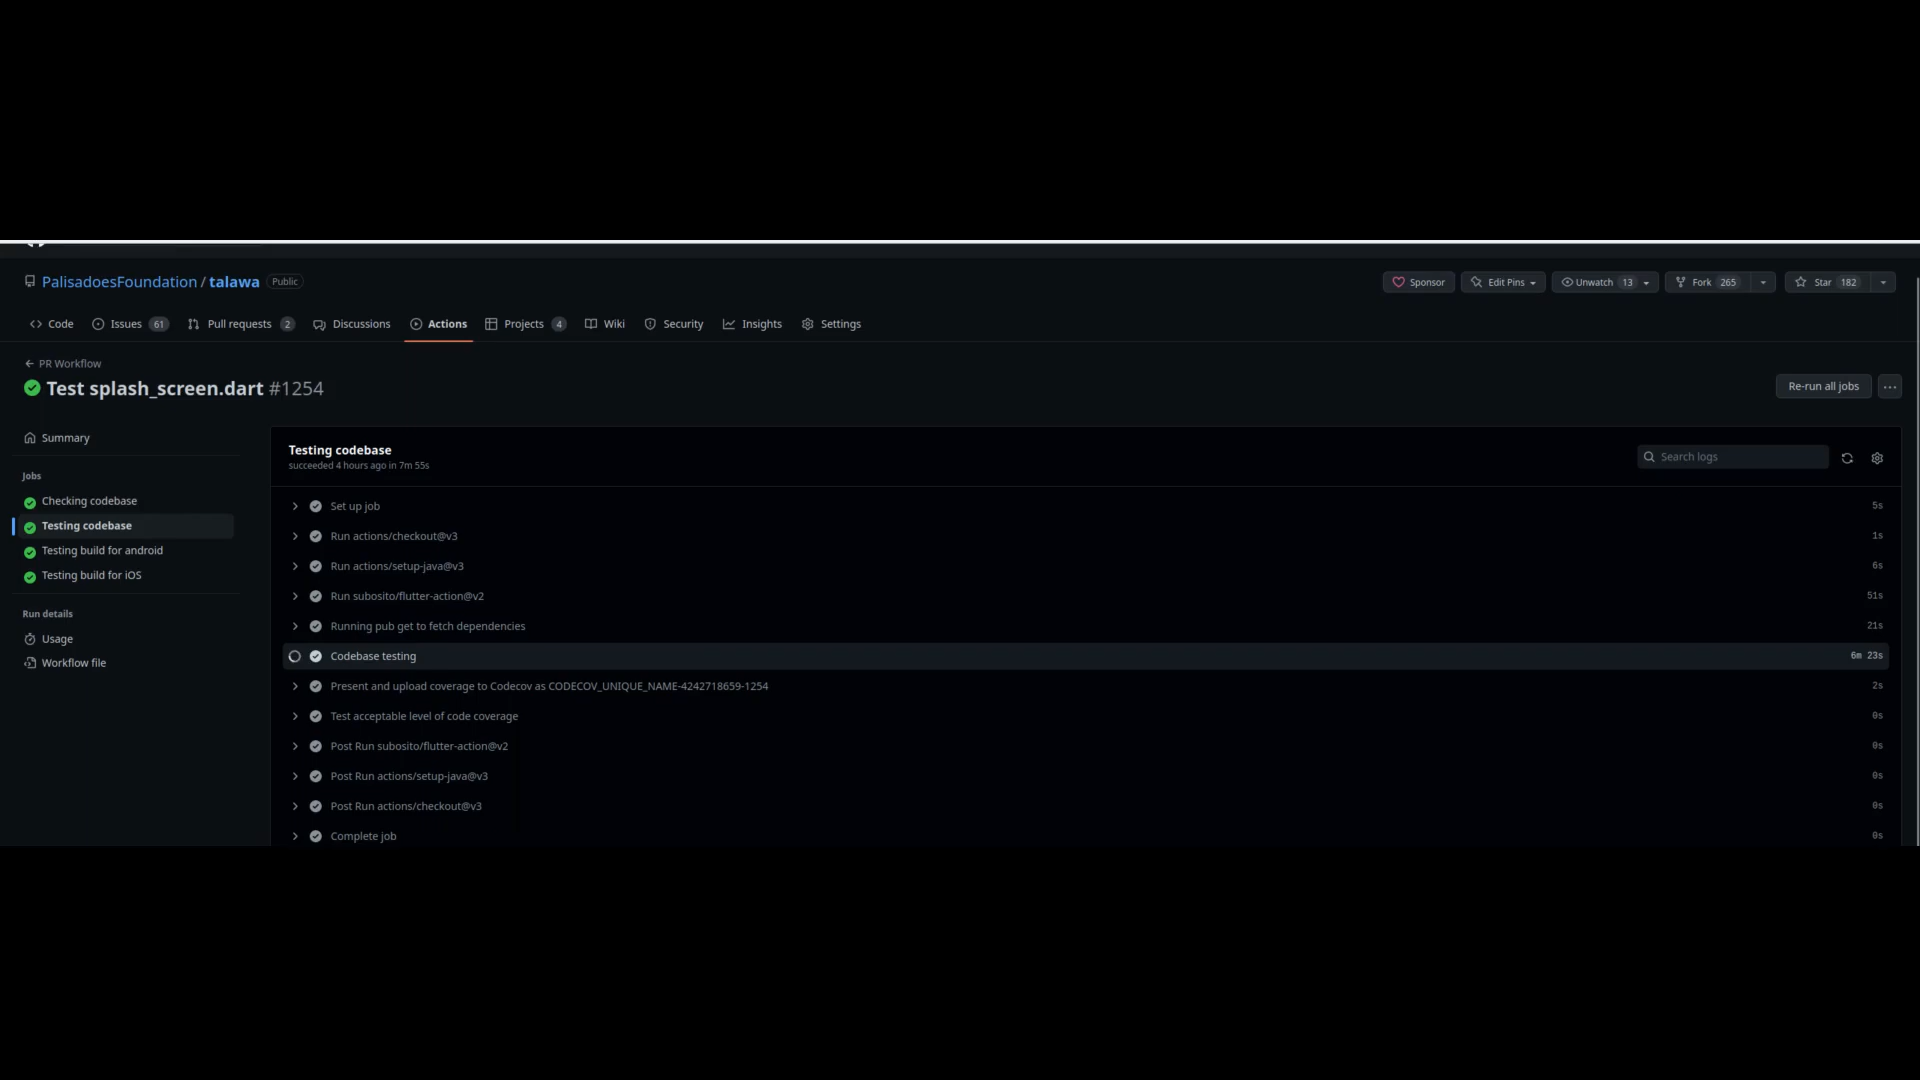 PalisadoesFoundation / talawa Public
Sponsor Edit Pins Unwatch 13 Fork 265 Star 182
Code Issues 61 Pull requests 2 Discussions Actions Projects 4 Wiki Security Insights Settings
PR Workflow
Test splash_screen.dart #1254
Re-run all jobs
Summary
Jobs
Checking codebase
Testing codebase
Testing build for android
Testing build for iOS
Run details
Usage
Workflow file
Testing codebase
succeeded 4 hours ago in 7m 55s
Search logs
Set up job 5s
Run actions/checkout@v3 1s
Run actions/setup-java@v3 6s
Run subosito/flutter-action@v2 51s
Running pub get to fetch dependencies 21s
Codebase testing 6m 23s
Present and upload coverage to Codecov as CODECOV_UNIQUE_NAME-4242718659-1254 2s
Test acceptable level of code coverage 0s
Post Run subosito/flutter-action@v2 0s
Post Run actions/setup-java@v3 0s
Post Run actions/checkout@v3 0s
Complete job 0s